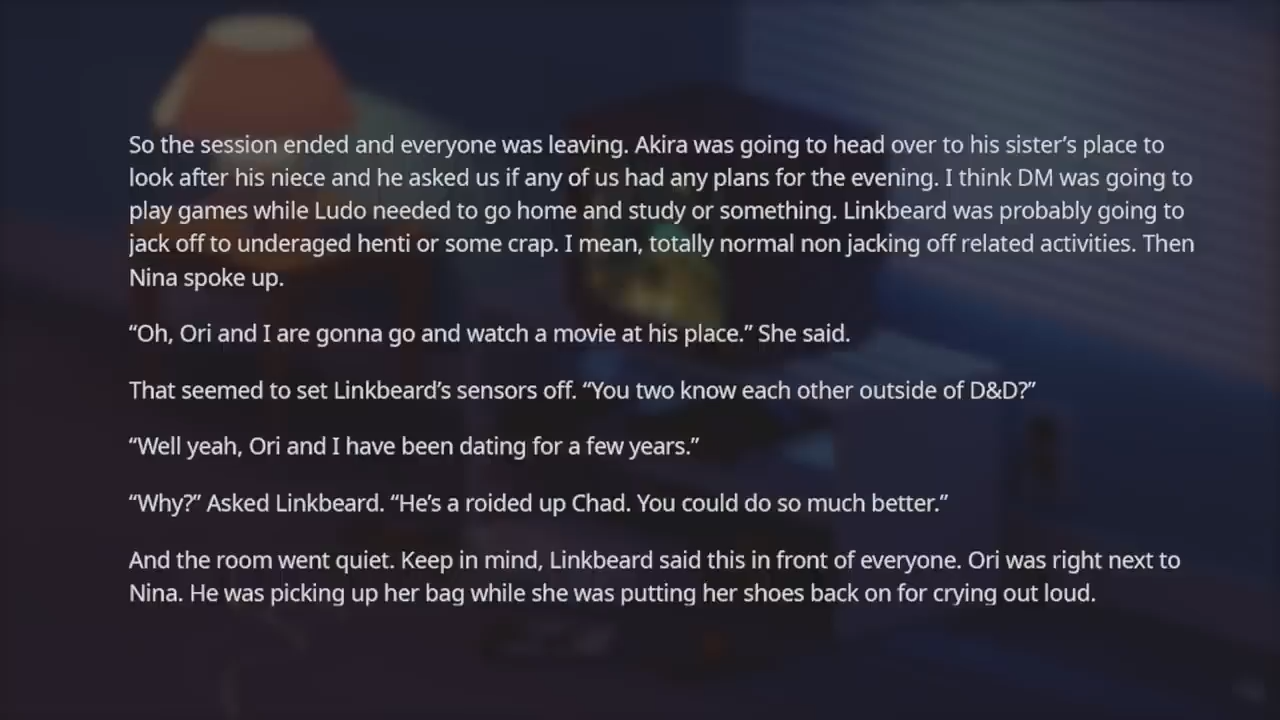 So the session ended and everyone was leaving. Akira was going to head over to his sister’s place to
look after his niece and he asked us if any of us had any plans for the evening. I think DM was going to
play games while Ludo needed to go home and study or something. Linkbeard was probably going to
jack off to underaged henti or some crap. I mean, totally normal non jacking off related activities. Then
Nina spoke up.
“Oh, Ori and I are gonna go and watch a movie at his place.” She said.
That seemed to set Linkbeard’s sensors off. “You two know each other outside of D&D?”
“Well yeah, Ori and I have been dating for a few years.”
“Why?” Asked Linkbeard. “He’s a roided up Chad. You could do so much better.”
And the room went quiet. Keep in mind, Linkbeard said this in front of everyone. Ori was right next to
Nina. He was picking up her bag while she was putting her shoes back on for crying out loud.